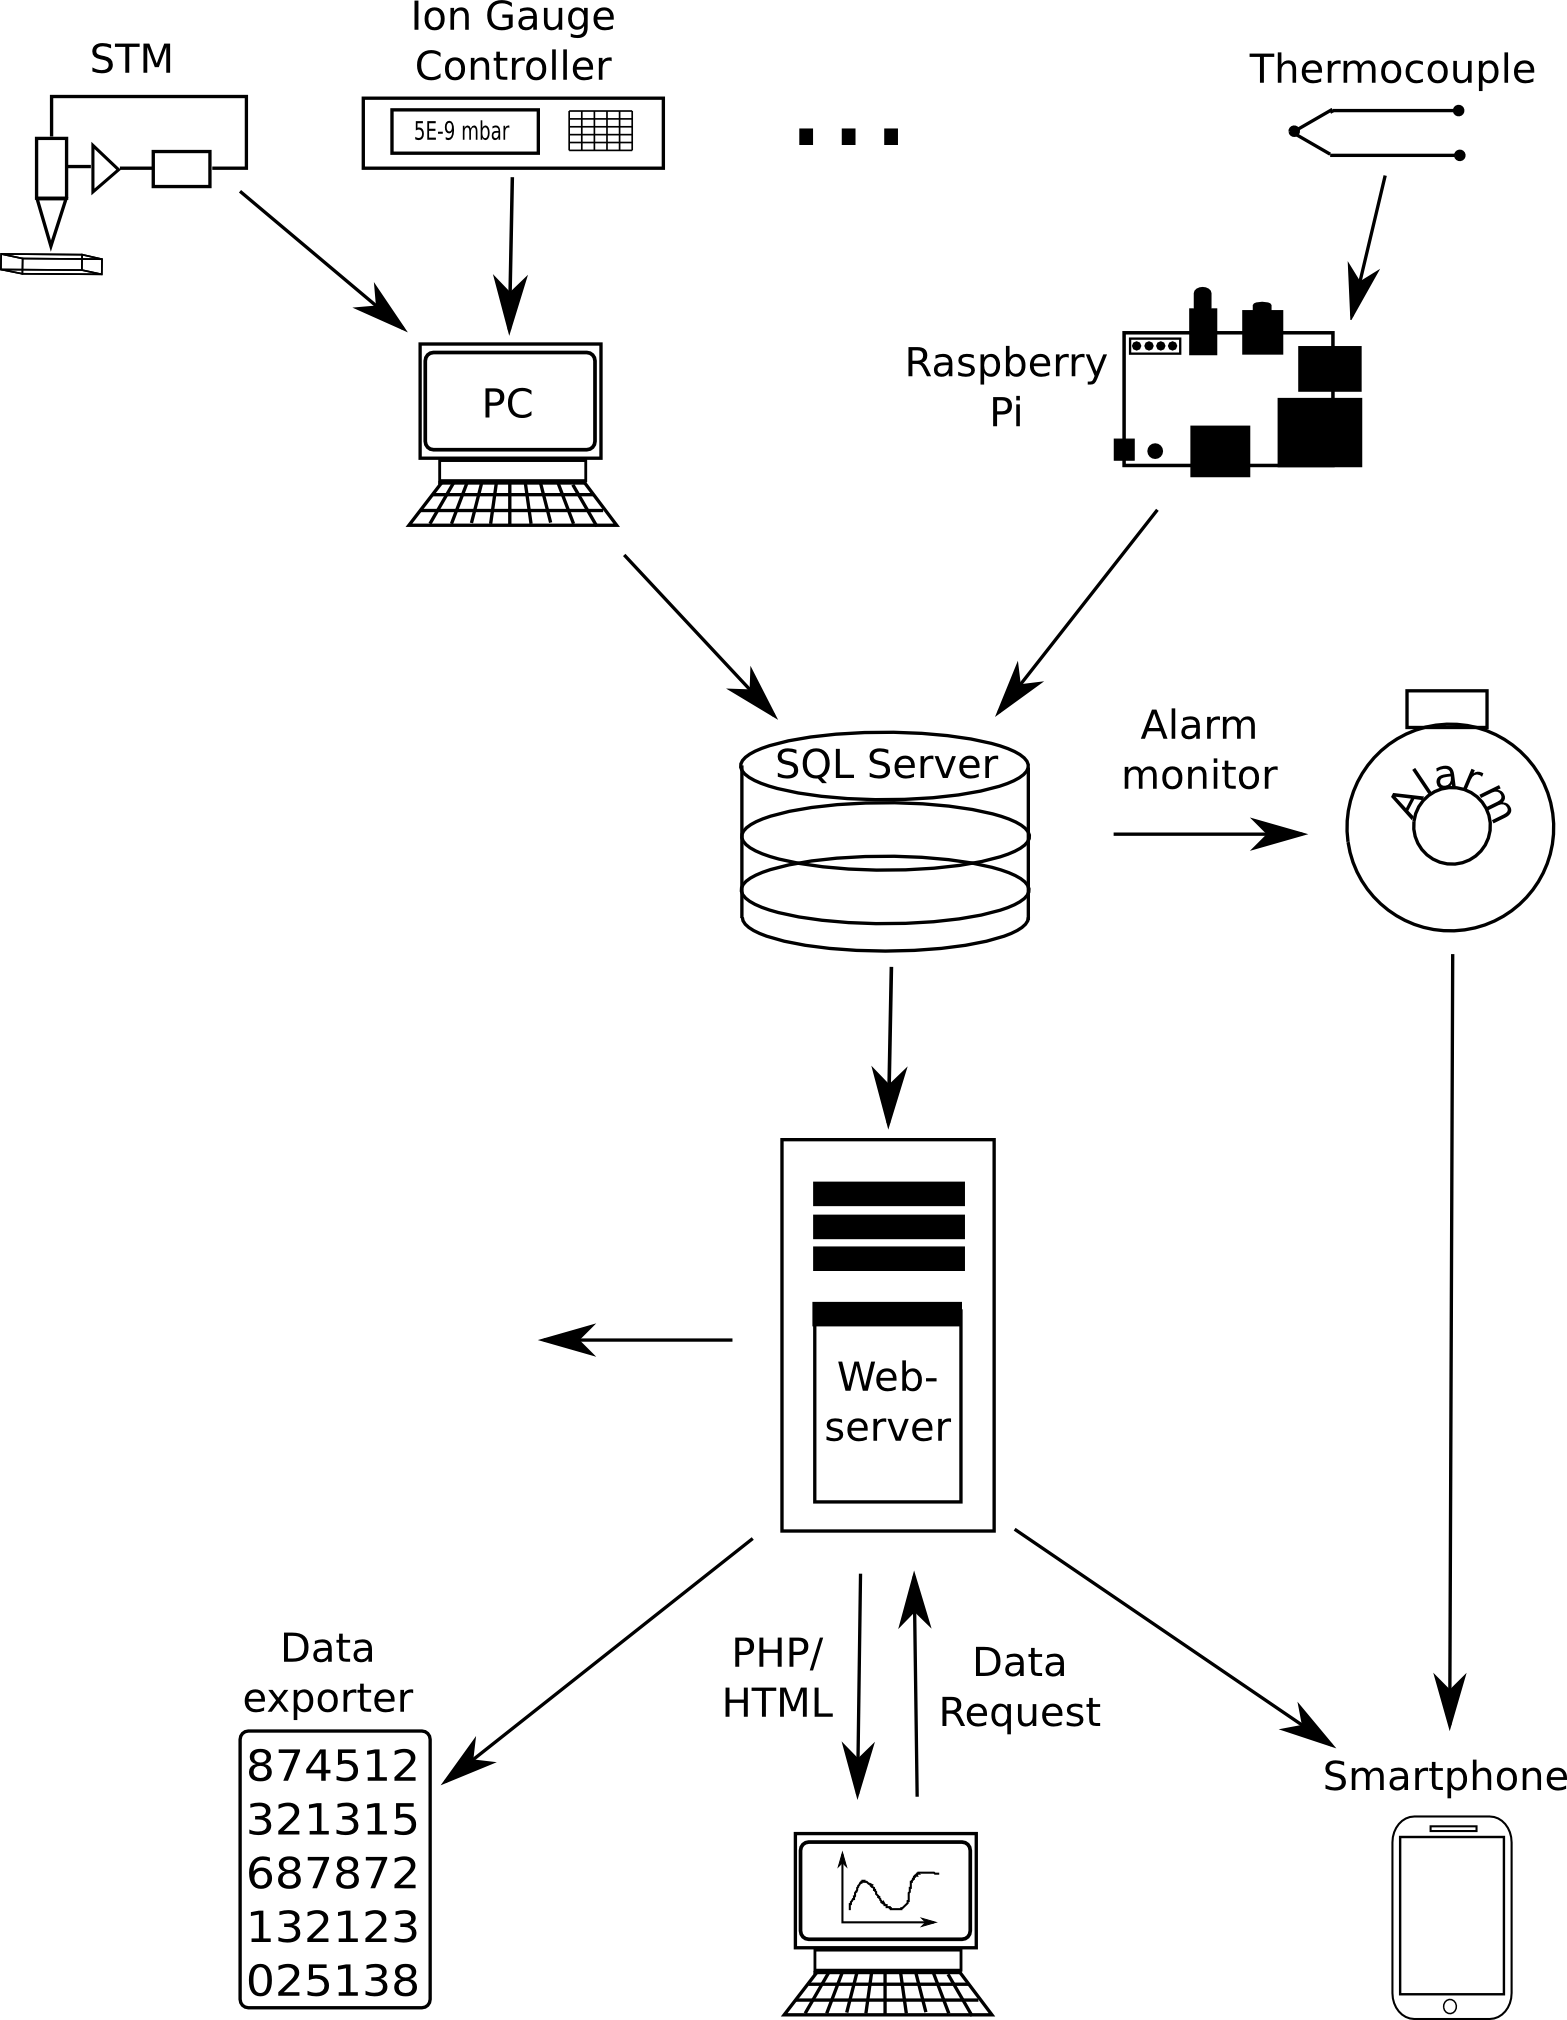 STM
Ion Gauge
Controller
5E-9 mbar
Thermocouple
PC
Raspberry
Pi
SQL Server
Alarm
monitor
Alarm
Web-
server
Data
exporter
874512
321315
687872
132123
025138
PHP/
HTML
Data
Request
Smartphone